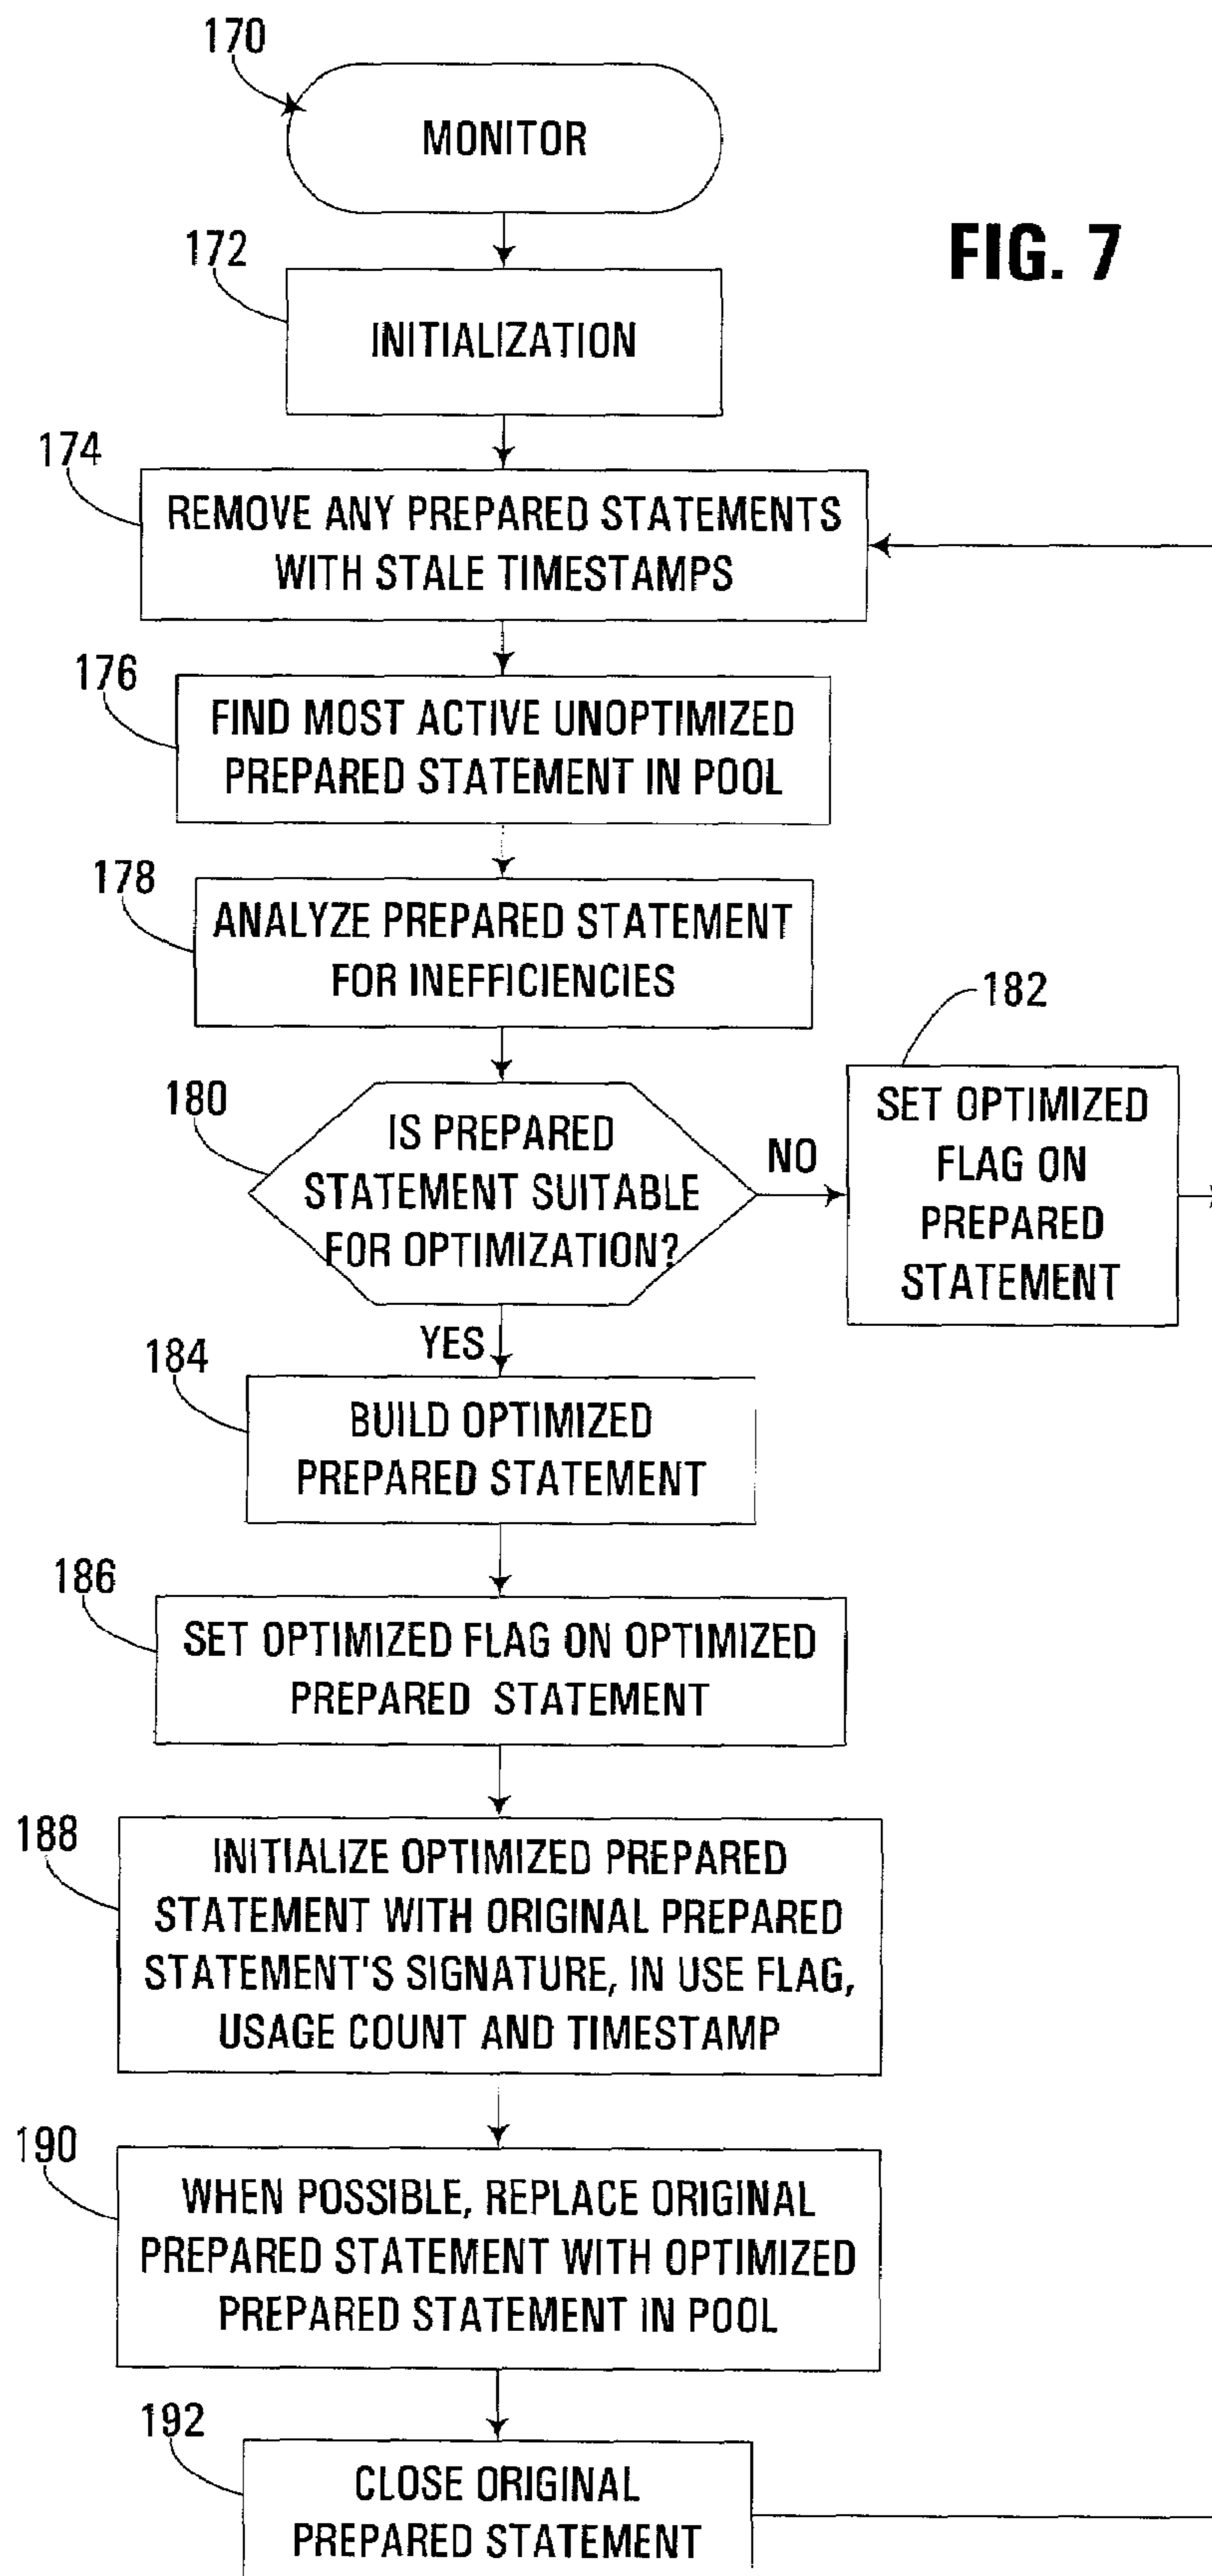 170
MONITOR
FIG. 7
172
INITIALIZATION
174
REMOVE ANY PREPARED STATEMENTS
WITH STALE TIMESTAMPS
176
FIND MOST ACTIVE UNOPTIMIZED
PREPARED STATEMENT IN POOL
178
ANALYZE PREPARED STATEMENT
FOR INEFFICIENCIES
180
IS PREPARED
STATEMENT SUITABLE
FOR OPTIMIZATION?
NO
182
SET OPTIMIZED
FLAG ON
PREPARED
STATEMENT
YES
184
BUILD OPTIMIZED
PREPARED STATEMENT
186
SET OPTIMIZED FLAG ON OPTIMIZED
PREPARED STATEMENT
188
INITIALIZE OPTIMIZED PREPARED
STATEMENT WITH ORIGINAL PREPARED
STATEMENT'S SIGNATURE, IN USE FLAG,
USAGE COUNT AND TIMESTAMP
190
WHEN POSSIBLE, REPLACE ORIGINAL
PREPARED STATEMENT WITH OPTIMIZED
PREPARED STATEMENT IN POOL
192
CLOSE ORIGINAL
PREPARED STATEMENT